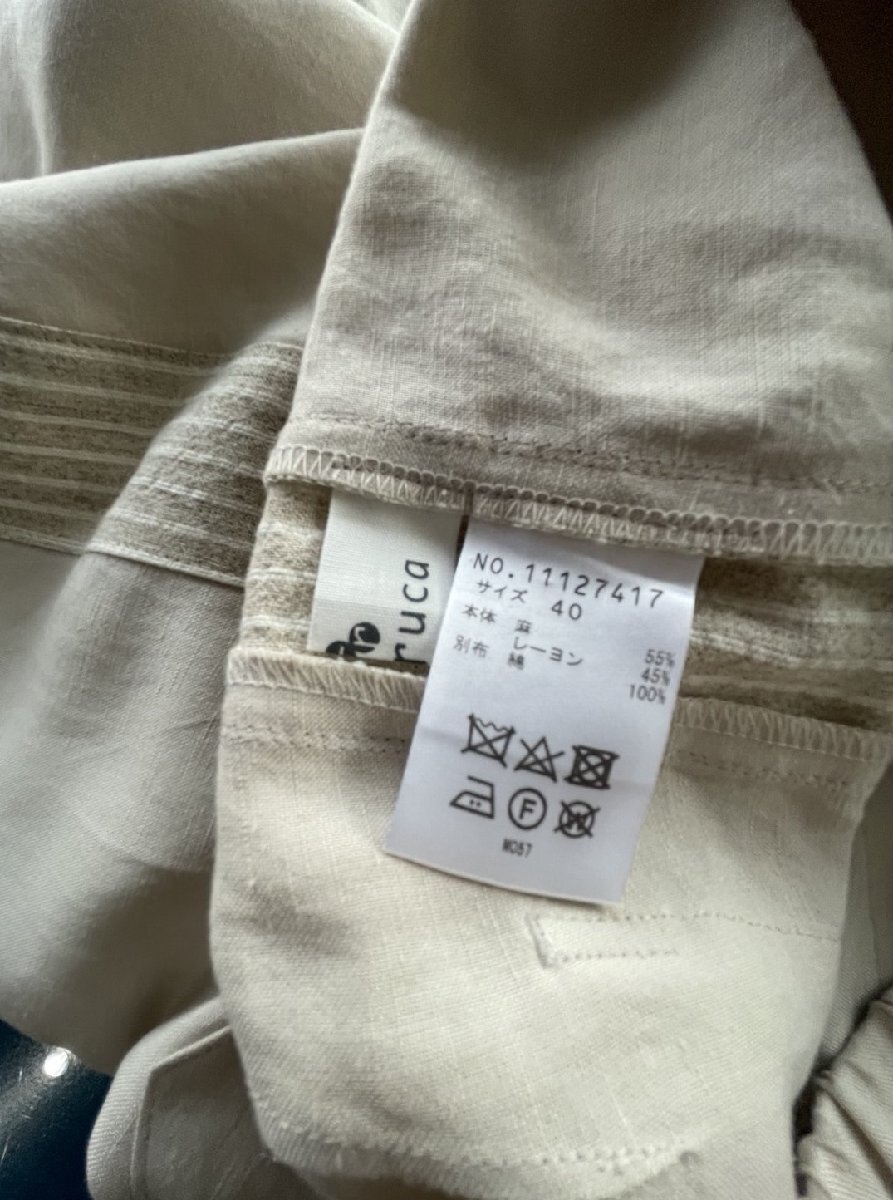 ruca
NO.11127417
サイズ 40
本体 麻 55%
レーヨン 45%
別布 綿 100%
F
W
M057